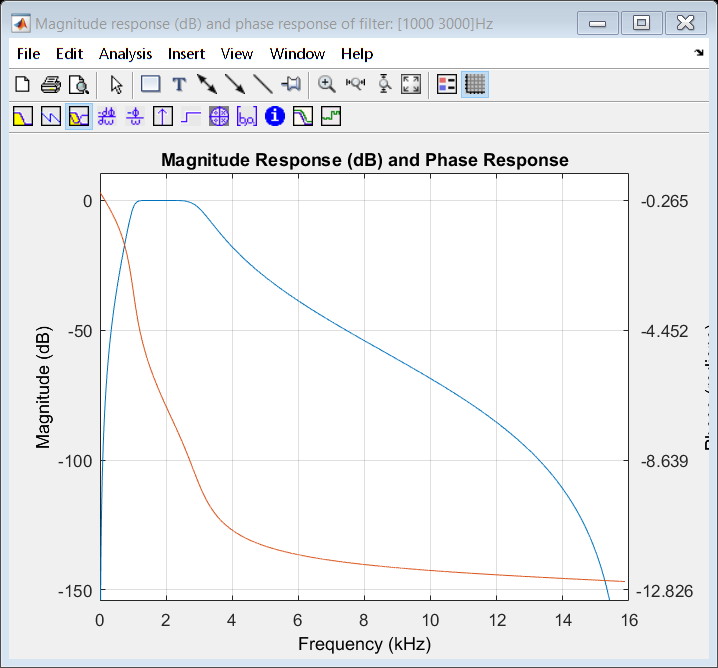 Magnitude response (dB) and phase response of filter: [1000 3000]Hz
File Edit Analysis Insert View Window Help
Magnitude Response (dB) and Phase Response
0
-50
-100
-150
Magnitude (dB)
-0.265
-4.452
-8.639
-12.826
0 2 4 6 8 10 12 14 16
Frequency (kHz)